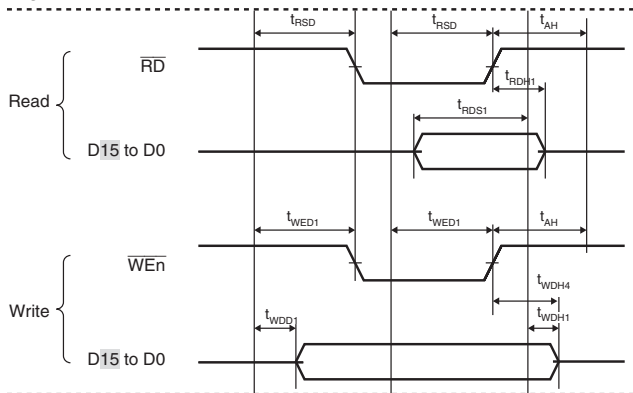 tRSD tRSD tAH
RD
tRDH1
Read
tRDS1
D15 to D0
tWED1 tWED1 tAH
WEn
tWDH4
Write
tWDD1 tWDH1
D15 to D0